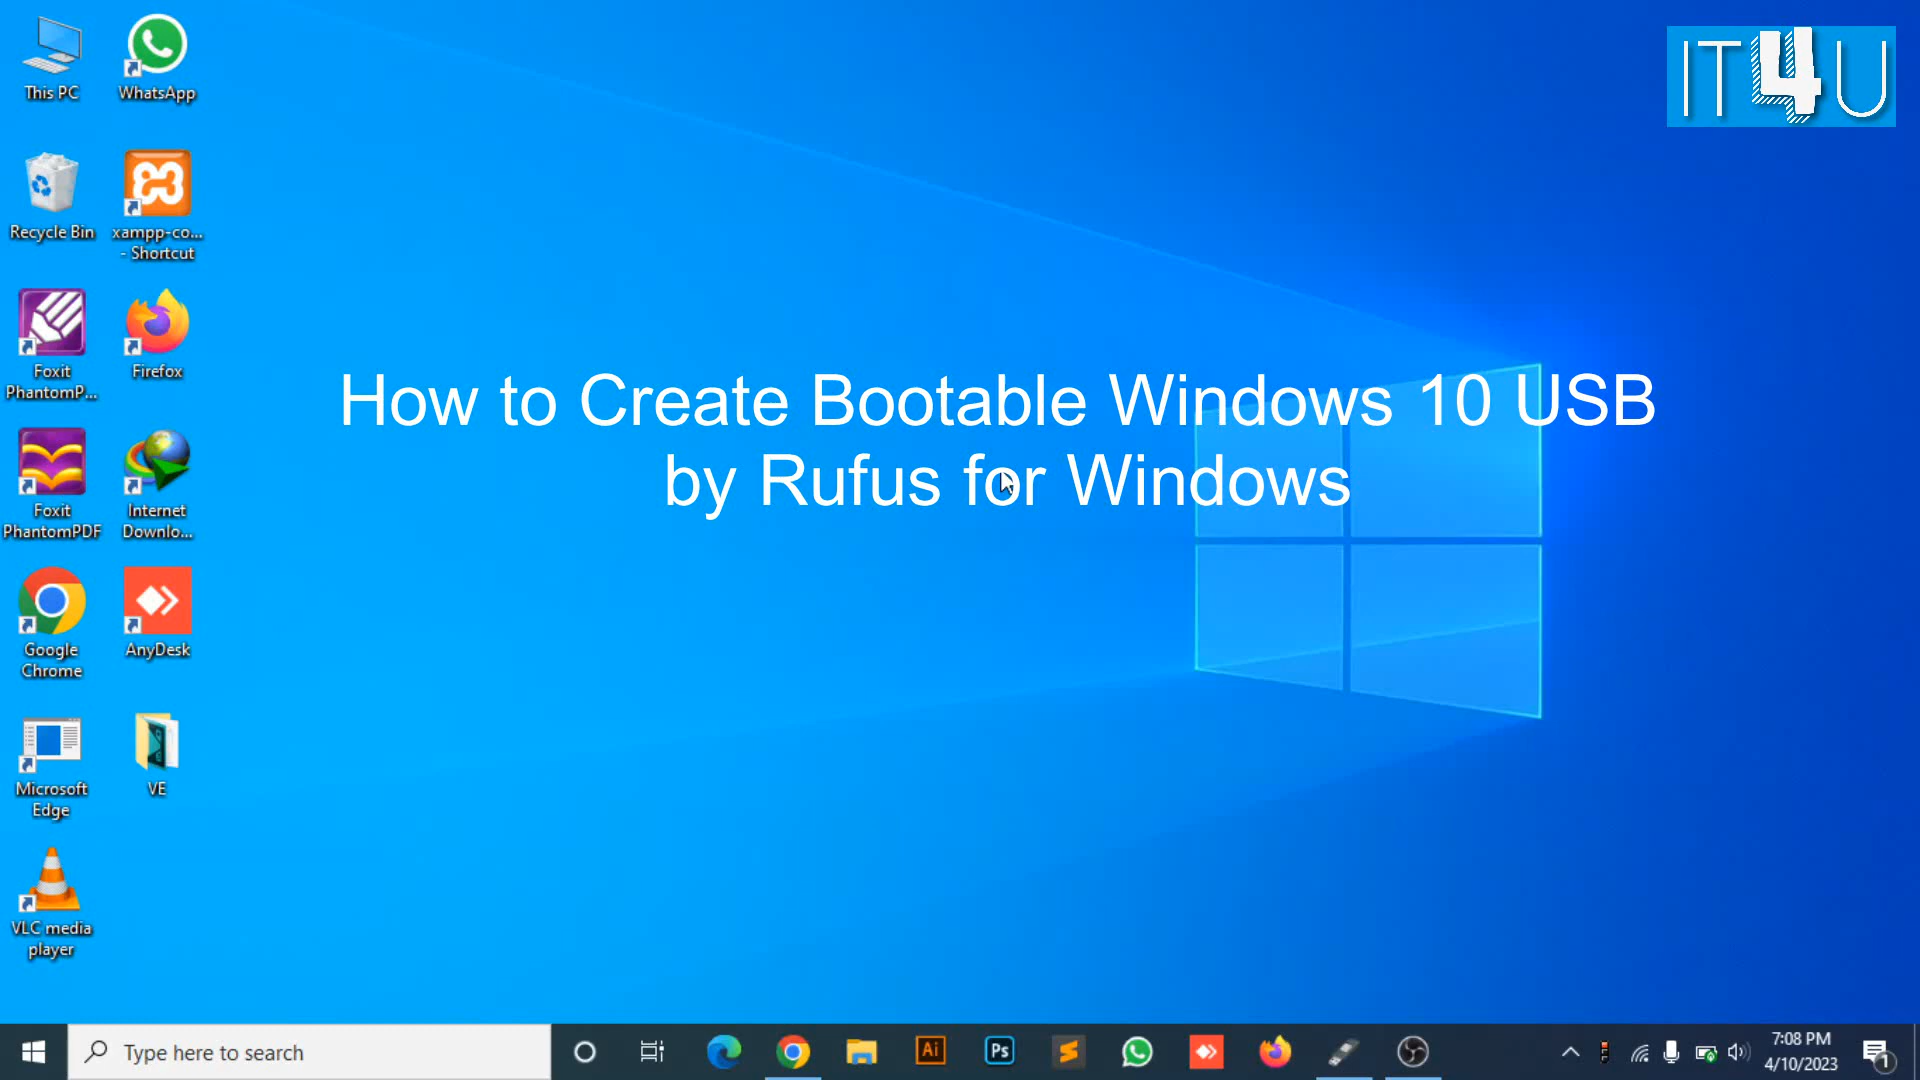 This PC
WhatsApp
IT4U
Recycle Bin
xampp-co...
- Shortcut
Foxit
PhantomP...
Firefox
How to Create Bootable Windows 10 USB
by Rufus for Windows
Foxit
PhantomPDF
Internet
Downlo...
Google
Chrome
AnyDesk
Microsoft
Edge
VE
VLC media
player
Type here to search
Ai
Ps
7:08 PM
4/10/2023
1